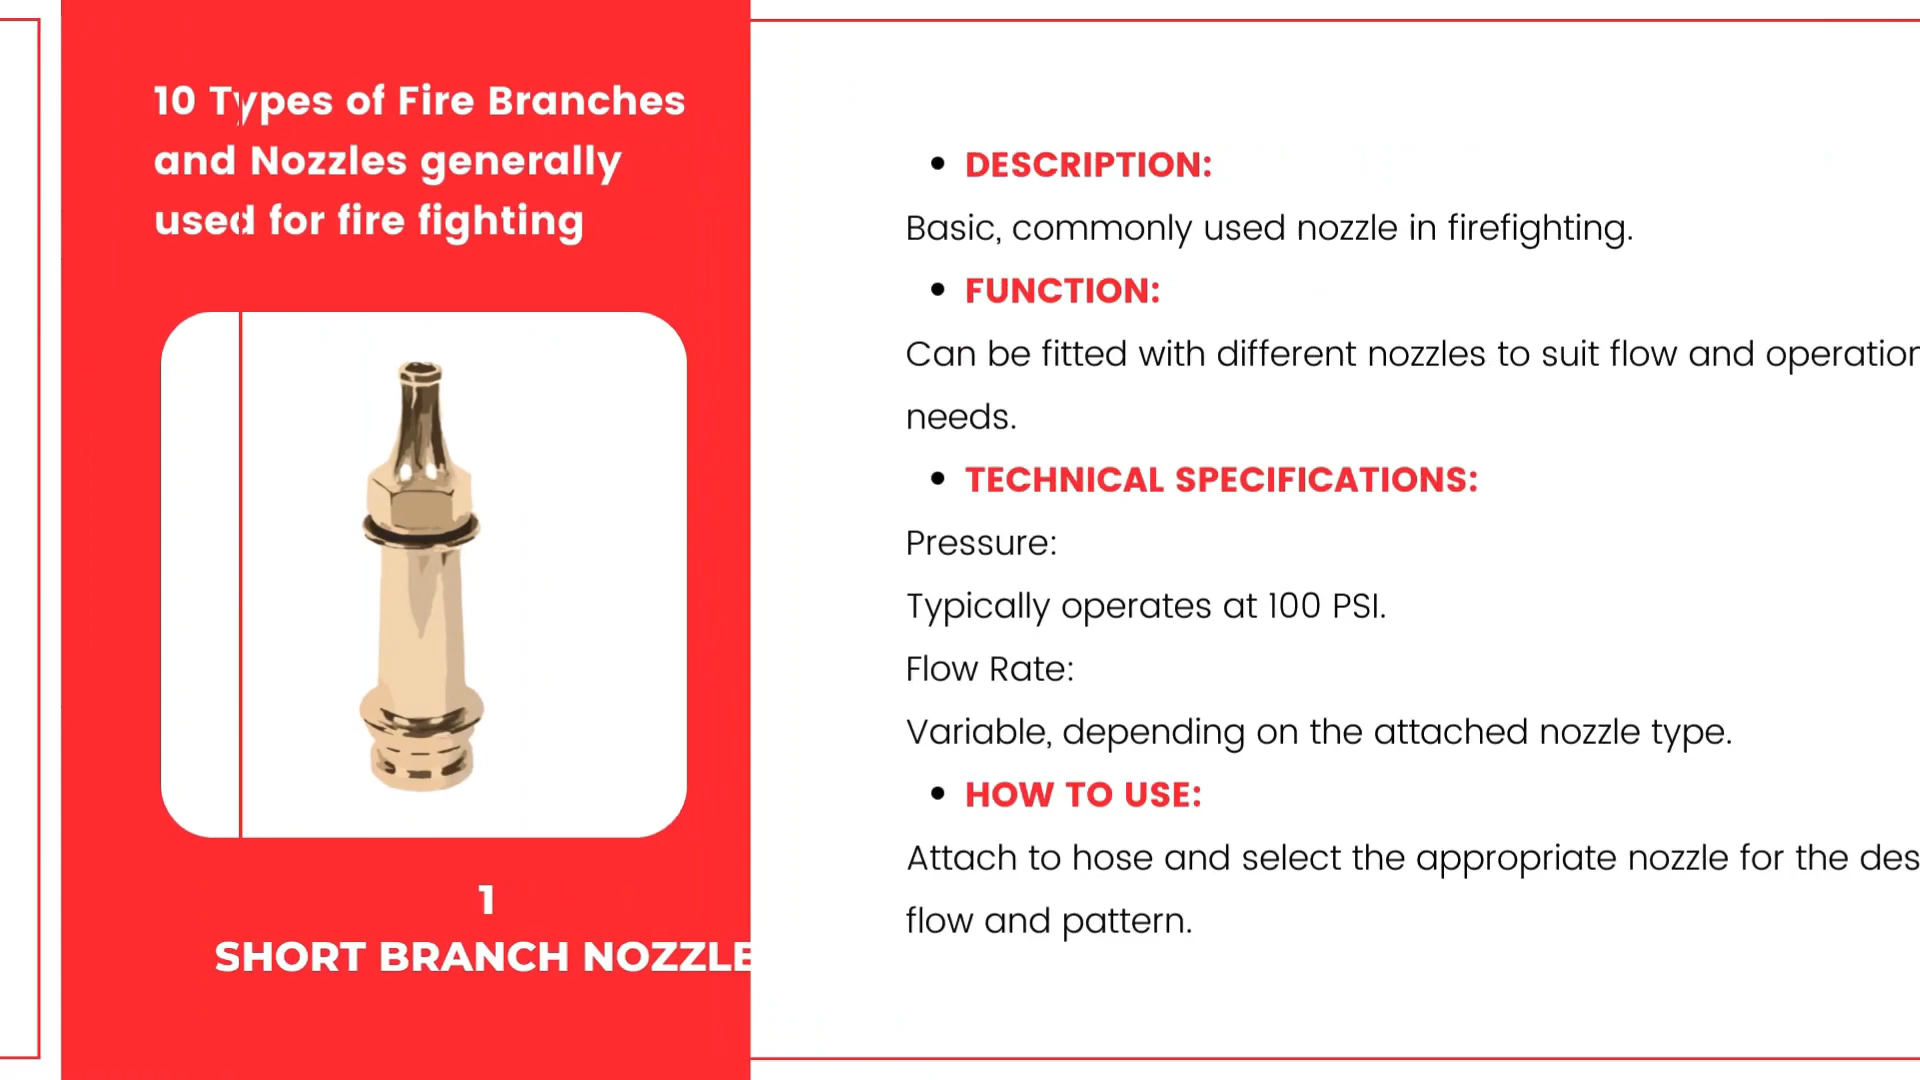 10 Types of Fire Branches
and Nozzles generally
used for fire fighting
1
SHORT BRANCH NOZZLE
DESCRIPTION:
Basic, commonly used nozzle in firefighting.
FUNCTION:
Can be fitted with different nozzles to suit flow and operation
needs.
TECHNICAL SPECIFICATIONS:
Pressure:
Typically operates at 100 PSI.
Flow Rate:
Variable, depending on the attached nozzle type.
HOW TO USE:
Attach to hose and select the appropriate nozzle for the des
flow and pattern.